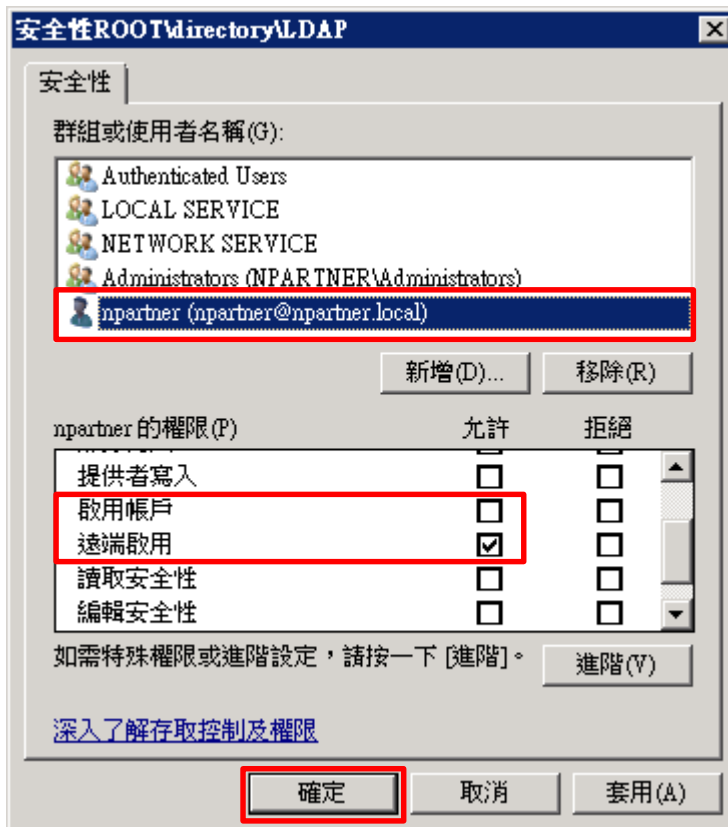 安全性ROOT\directory\LDAP
安全性
群組或使用者名稱(G):
Authenticated Users
LOCAL SERVICE
NETWORK SERVICE
Administrators (NPARTNER\Administrators)
npartner (npartner@npartner.local)
新增(D)... 移除(R)
npartner 的權限(P) 允許 拒絕
提供者寫入
啟用帳戶
遠端啟用
讀取安全性
編輯安全性
如需特殊權限或進階設定，請按一下 [進階]。 進階(V)
深入了解存取控制及權限
確定 取消 套用(A)